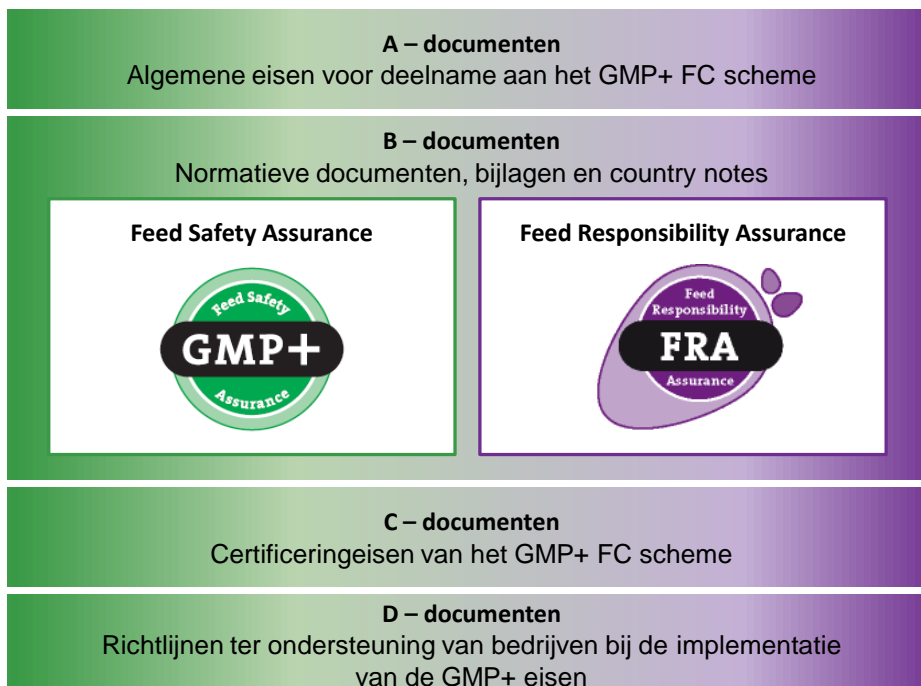 A – documenten
Algemene eisen voor deelname aan het GMP+ FC scheme
B – documenten
Normatieve documenten, bijlagen en country notes
Feed Safety Assurance
Feed Safety
GMP+
Assurance
Feed Responsibility Assurance
Feed
Responsibility
FRA
Assurance
C – documenten
Certificeringeisen van het GMP+ FC scheme
D – documenten
Richtlijnen ter ondersteuning van bedrijven bij de implementatie
van de GMP+ eisen